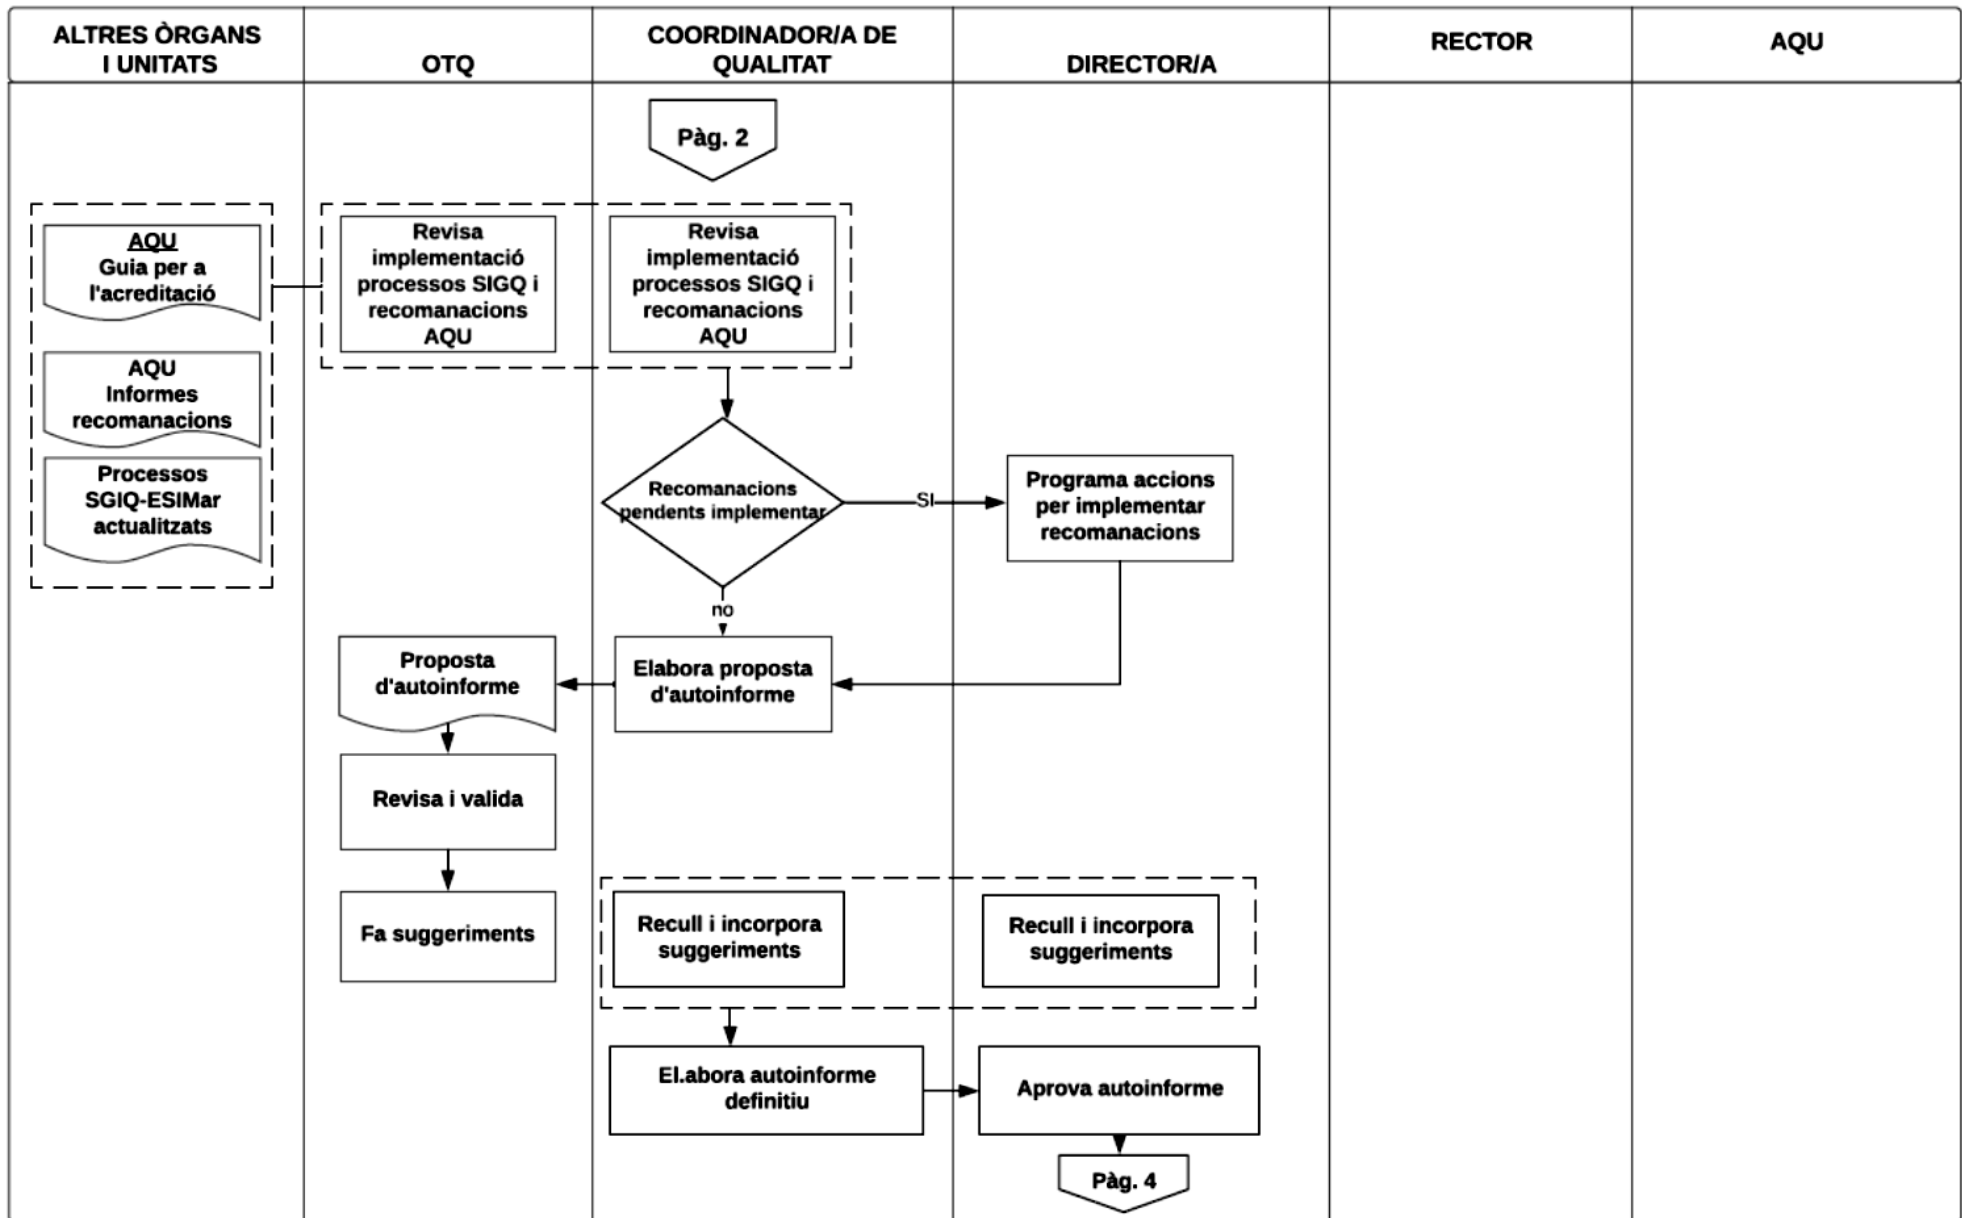 ALTRES ÒRGANS
I UNITATS
OTQ
COORDINADOR/A DE
QUALITAT
DIRECTOR/A
RECTOR
AQU
Pàg. 2
AQU
Guia per a
l'acreditació
AQU
Informes
recomanacions
Processos
SGIQ-ESIMar
actualitzats
Revisa
implementació
processos SIGQ i
recomanacions
AQU
Revisa
implementació
processos SIGQ i
recomanacions
AQU
Recomanacions
pendents implementar
SI
Programa accions
per implementar
recomanacions
no
Proposta
d'autoinforme
Elabora proposta
d'autoinforme
Revisa i valida
Fa suggeriments
Recull i incorpora
suggeriments
Recull i incorpora
suggeriments
El.abora autoinforme
definitiu
Aprova autoinforme
Pàg. 4